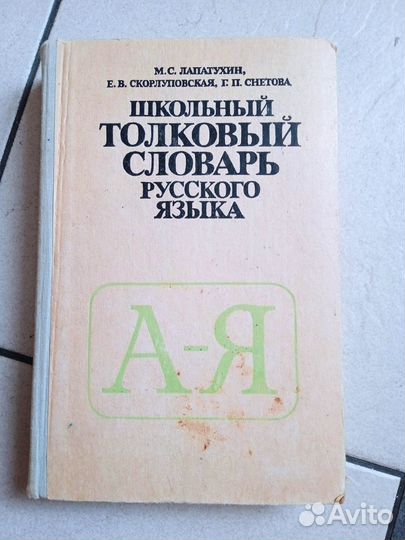 М. С. ЛАПАТУХИН,
Е. В. СКОРЛУПОВСКАЯ, Г. П. СНЕТОВА
ШКОЛЬНЫЙ
ТОЛКОВЫЙ
СЛОВАРЬ
РУССКОГО
ЯЗЫКА
А-Я
Avito